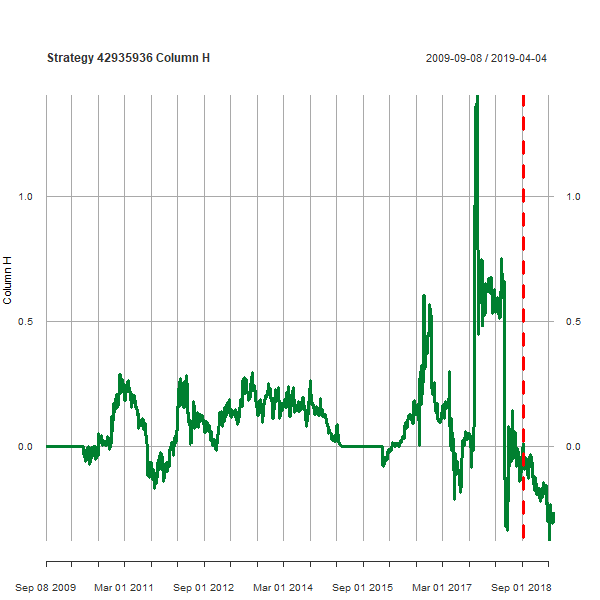 Strategy 42935936 Column H
2009-09-08 / 2019-04-04
1.0
1.0
0.5
0.5
0.0
0.0
Column H
Sep 08 2009
Mar 01 2011
Sep 01 2012
Mar 01 2014
Sep 01 2015
Mar 01 2017
Sep 01 2018